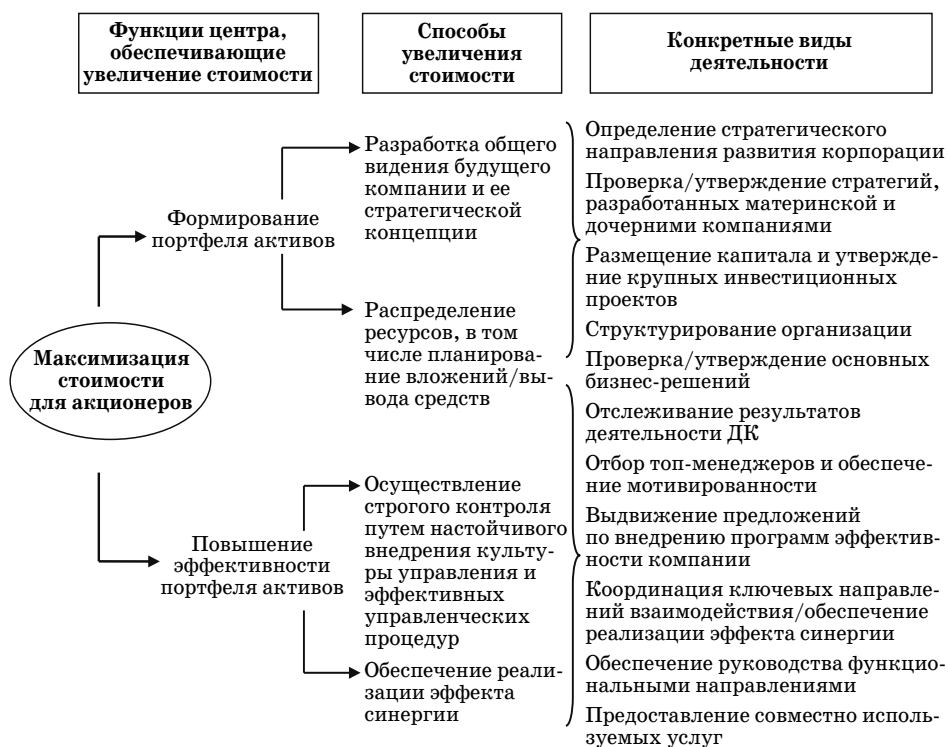 Функции центра,
обеспечивающие
увеличение стоимости
Способы
увеличения
стоимости
Конкретные виды
деятельности
Максимизация
стоимости
для акционеров
Формирование
портфеля активов
Повышение
эффективности
портфеля активов
Разработка общего
видения будущего
компании и ее
стратегической
концепции
Распределение
ресурсов, в том
числе планирова-
ние вложений/вы-
вода средств
Осуществление
строгого контроля
путем настойчивого
внедрения культу-
ры управления и
эффективных
управленческих
процедур
Обеспечение реали-
зации эффекта
синергии
Определение стратегического
направления развития корпорации
Проверка/утверждение стратегий,
разработанных материнской и
дочерними компаниями
Размещение капитала и утвержде-
ние крупных инвестиционных
проектов
Структурирование организации
Проверка/утверждение основных
бизнес-решений
Отслеживание результатов
деятельности ДК
Отбор топ-менеджеров и обеспече-
ние мотивированности
Выдвижение предложений
по внедрению программ эффектив-
ности компании
Координация ключевых направле-
ний взаимодействия/обеспечение
реализации эффекта синергии
Обеспечение руководства функцио-
нальными направлениями
Предоставление совместно исполь-
зуемых услуг